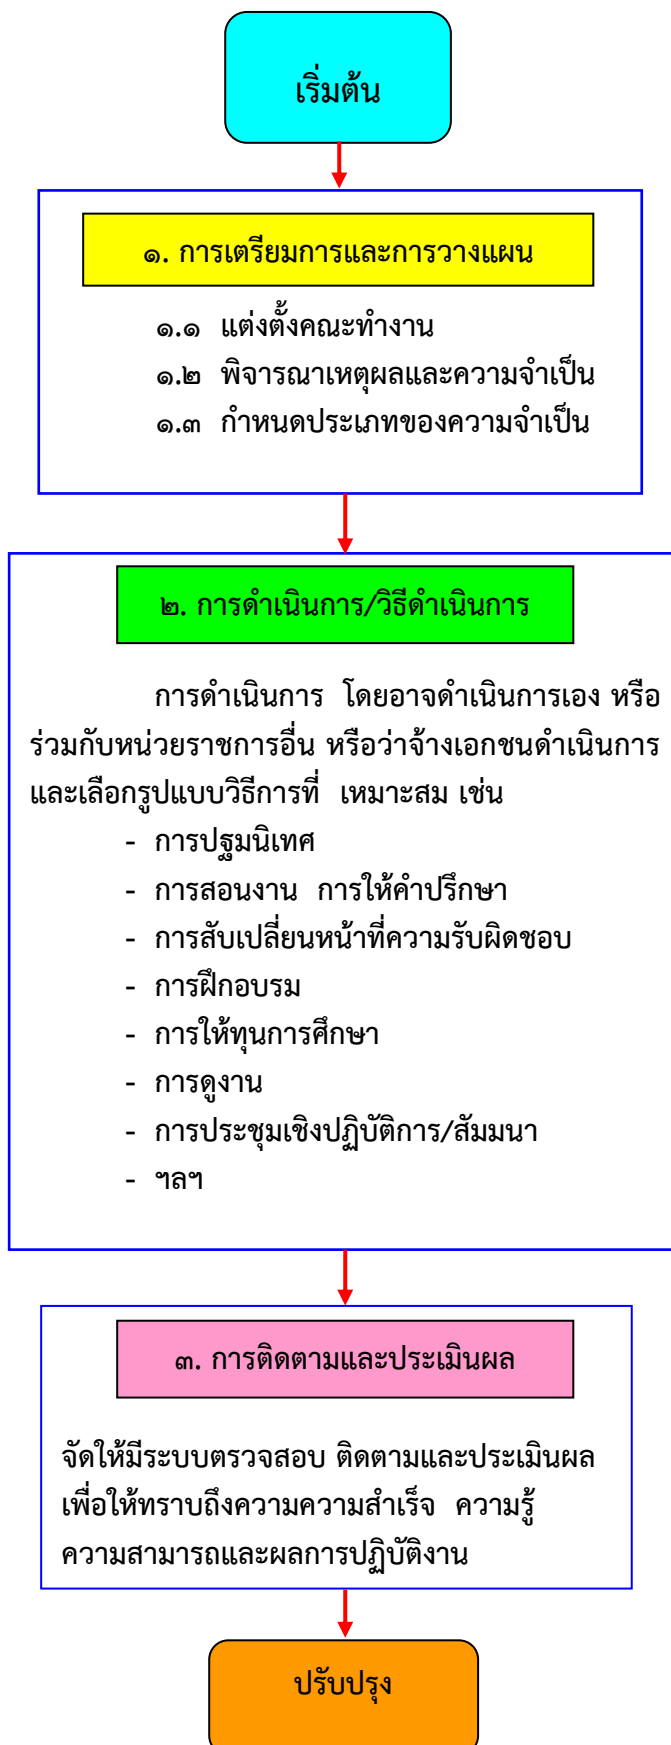 เริ่มต้น
๑. การเตรียมการและการวางแผน
๑.๑ แต่งตั้งคณะทำงาน
๑.๒ พิจารณาเหตุผลและความจำเป็น
๑.๓ กำหนดประเภทของความจำเป็น
๒. การดำเนินการ/วิธีดำเนินการ
การดำเนินการ โดยอาจดำเนินการเอง หรือ
ร่วมกับหน่วยราชการอื่น หรือว่าจ้างเอกชนดำเนินการ
และเลือกรูปแบบวิธีการที่ เหมาะสม เช่น
- การปฐมนิเทศ
- การสอนงาน การให้คำปรึกษา
- การสับเปลี่ยนหน้าที่ความรับผิดชอบ
- การฝึกอบรม
- การให้ทุนการศึกษา
- การดูงาน
- การประชุมเชิงปฏิบัติการ/สัมมนา
- ฯลฯ
๓. การติดตามและประเมินผล
จัดให้มีระบบตรวจสอบ ติดตามและประเมินผล
เพื่อให้ทราบถึงความความสำเร็จ ความรู้
ความสามารถและผลการปฏิบัติงาน
ปรับปรุง